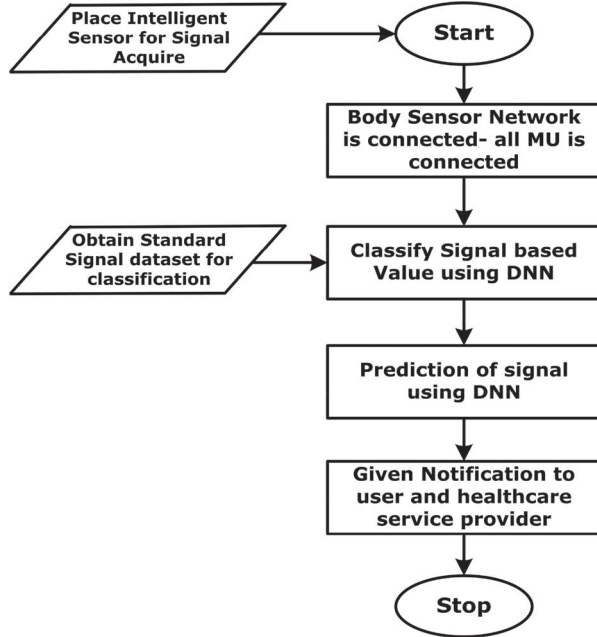 Place Intelligent
Sensor for Signal
Acquire
Start
Body Sensor Network
is connected- all MU is
connected
Obtain Standard
Signal dataset for
classification
Classify Signal based
Value using DNN
Prediction of signal
using DNN
Given Notification to
user and healthcare
service provider
Stop